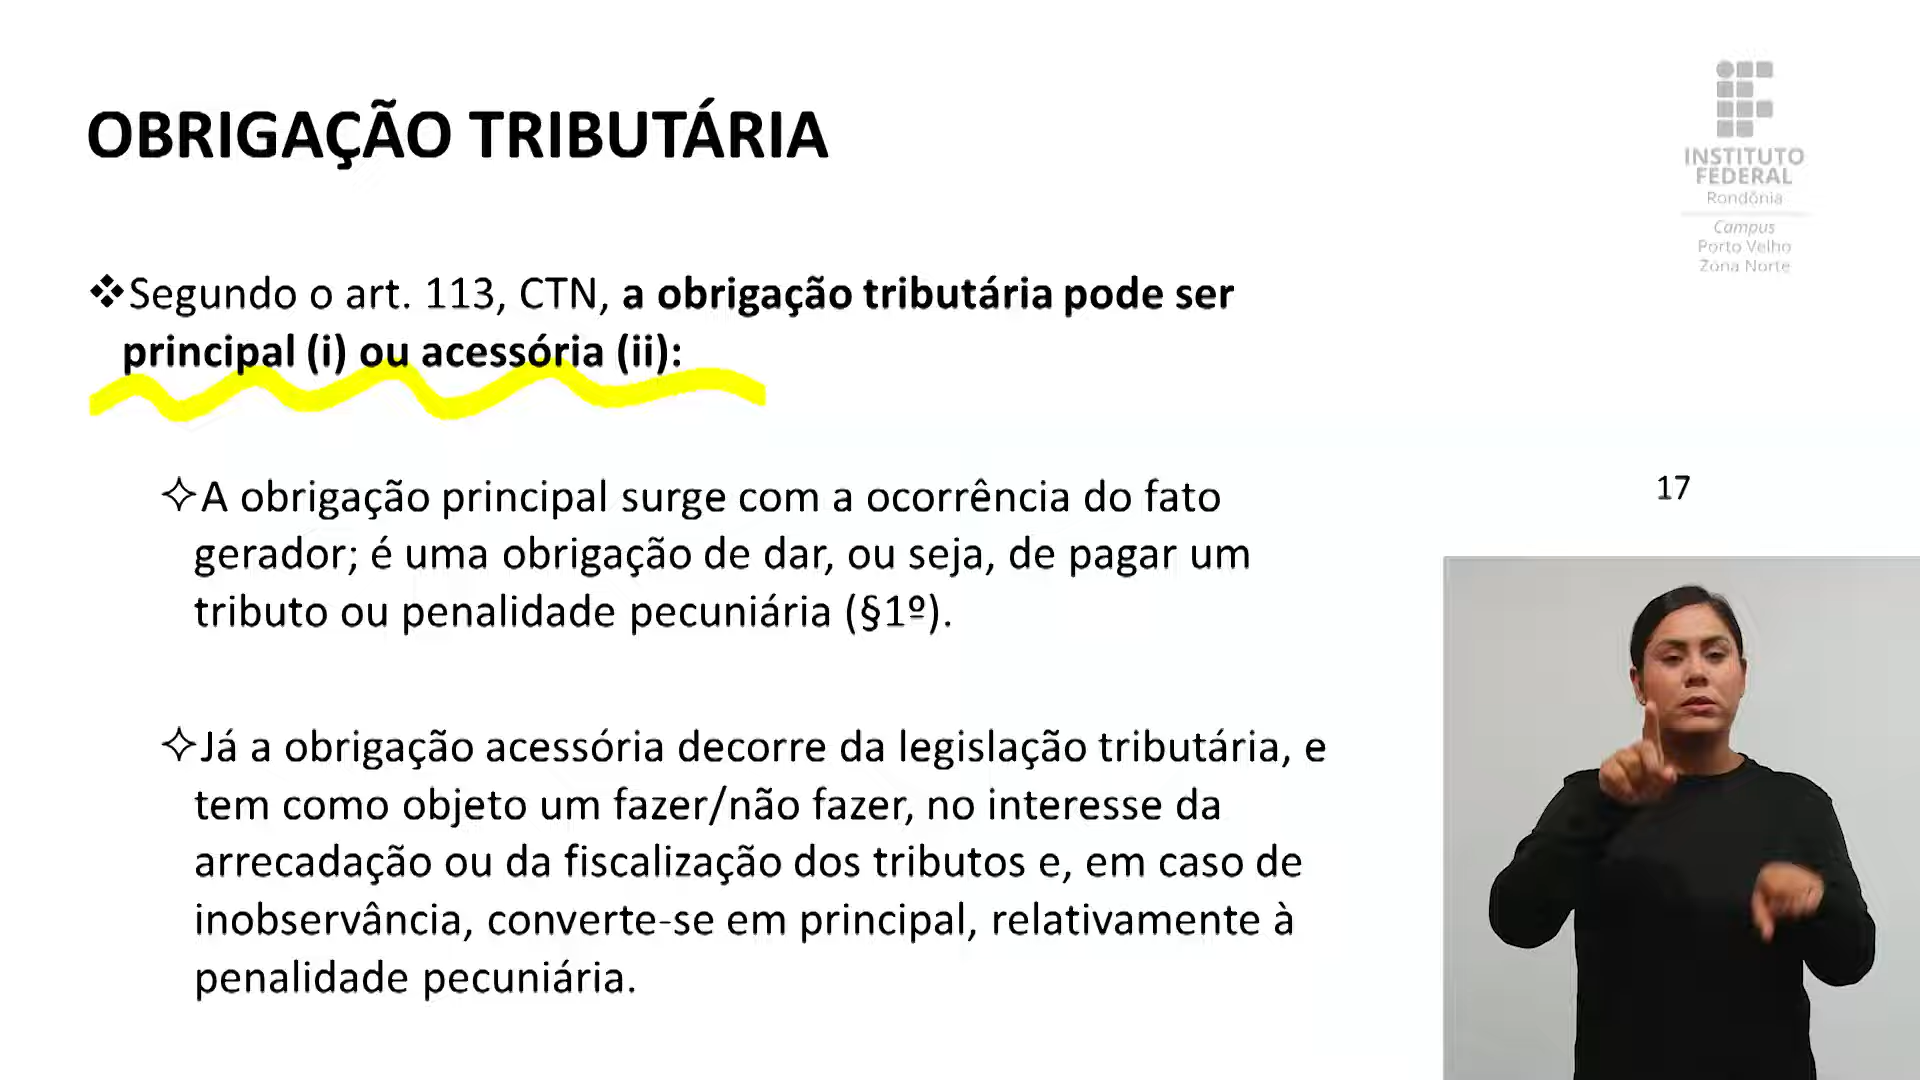 OBRIGAÇÃO TRIBUTÁRIA
INSTITUTO
FEDERAL
Rondônia
Campus
Porto Velho
Zona Norte
❖Segundo o art. 113, CTN, a obrigação tributária pode ser
principal (i) ou acessória (ii):
✧A obrigação principal surge com a ocorrência do fato
gerador; é uma obrigação de dar, ou seja, de pagar um
tributo ou penalidade pecuniária (§1º).
17
✧Já a obrigação acessória decorre da legislação tributária, e
tem como objeto um fazer/não fazer, no interesse da
arrecadação ou da fiscalização dos tributos e, em caso de
inobservância, converte-se em principal, relativamente à
penalidade pecuniária.